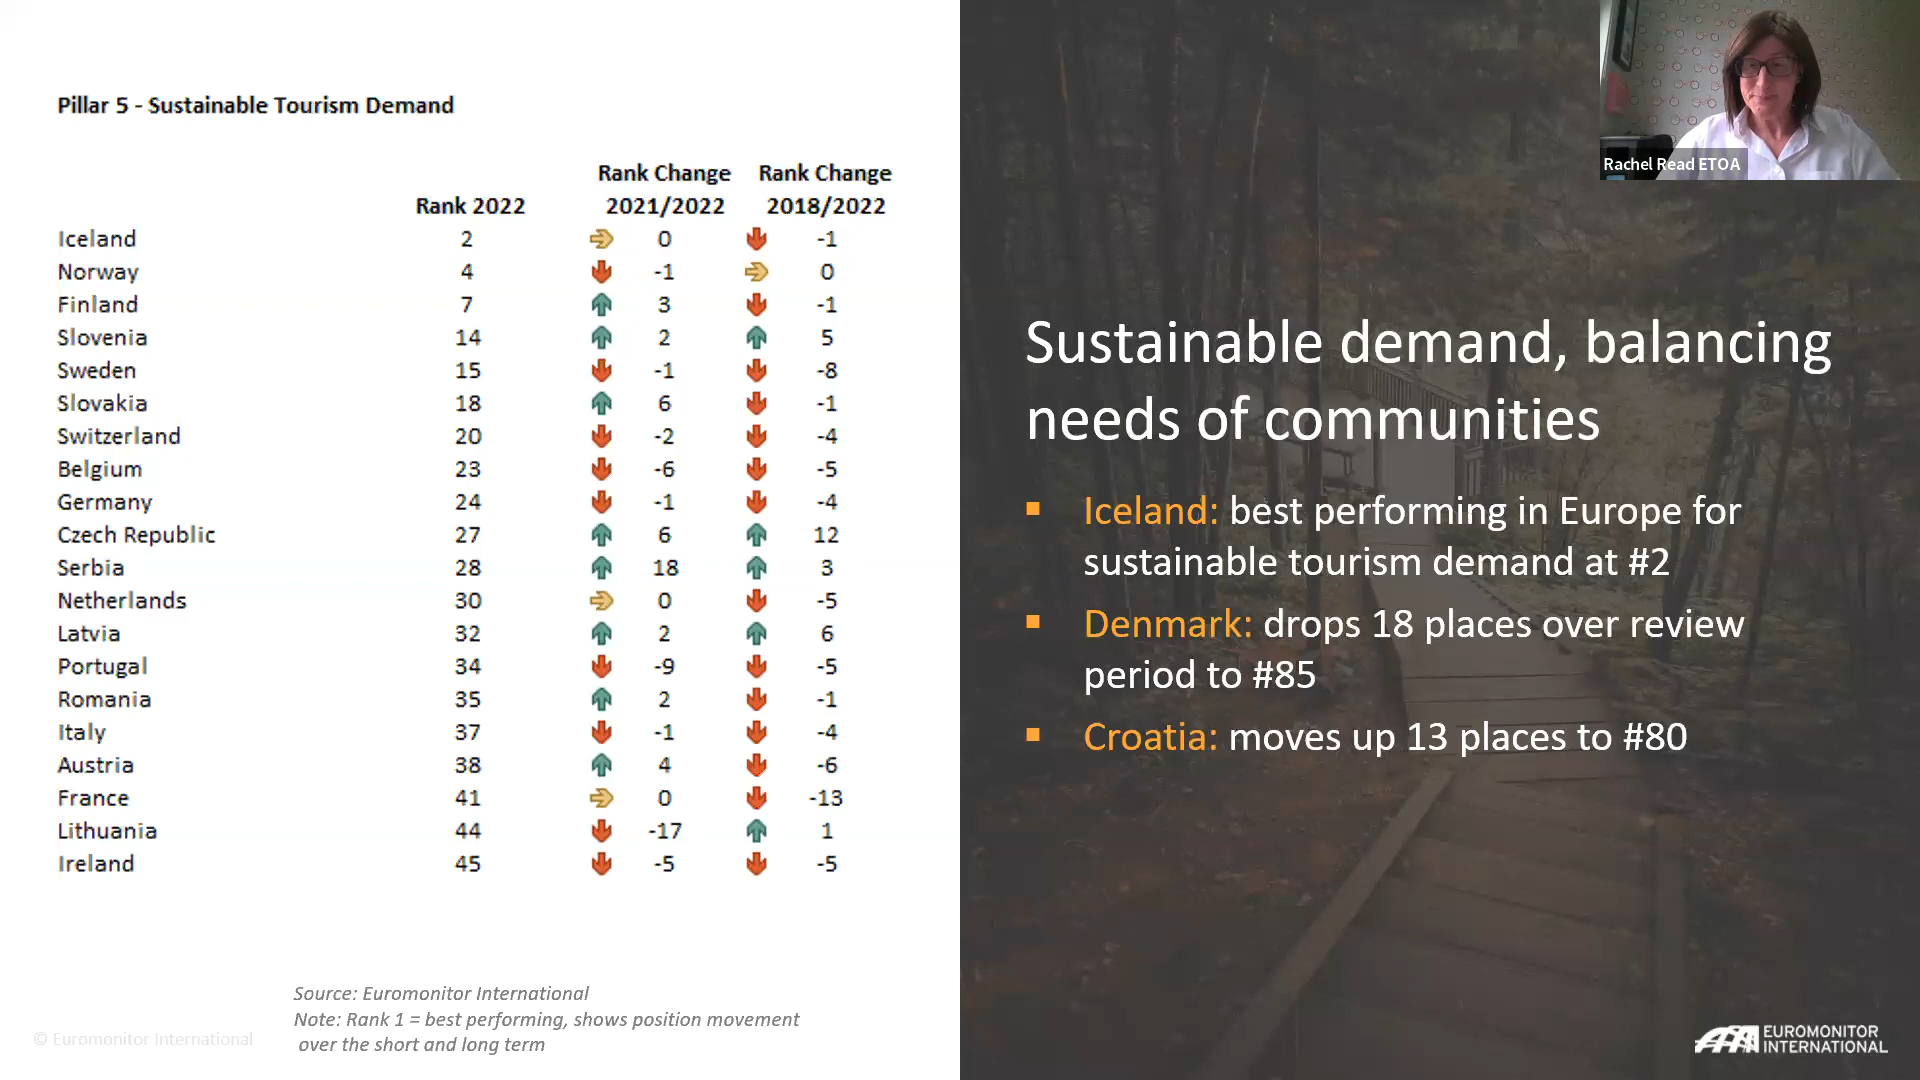 Pillar 5 - Sustainable Tourism Demand
Rank 2022 Rank Change 2021/2022 Rank Change 2018/2022
Iceland 2 0 -1
Norway 4 -1 0
Finland 7 3 -1
Slovenia 14 2 5
Sweden 15 -1 -8
Slovakia 18 6 -1
Switzerland 20 -2 -4
Belgium 23 -6 -5
Germany 24 -1 -4
Czech Republic 27 6 12
Serbia 28 18 3
Netherlands 30 0 -5
Latvia 32 2 6
Portugal 34 -9 -5
Romania 35 2 -1
Italy 37 -1 -4
Austria 38 4 -6
France 41 0 -13
Lithuania 44 -17 1
Ireland 45 -5 -5
Source: Euromonitor International
Note: Rank 1 = best performing, shows position movement
over the short and long term
© Euromonitor International
Rachel Read ETOA
Sustainable demand, balancing
needs of communities
Iceland: best performing in Europe for
sustainable tourism demand at #2
Denmark: drops 18 places over review
period to #85
Croatia: moves up 13 places to #80
EUROMONITOR
INTERNATIONAL